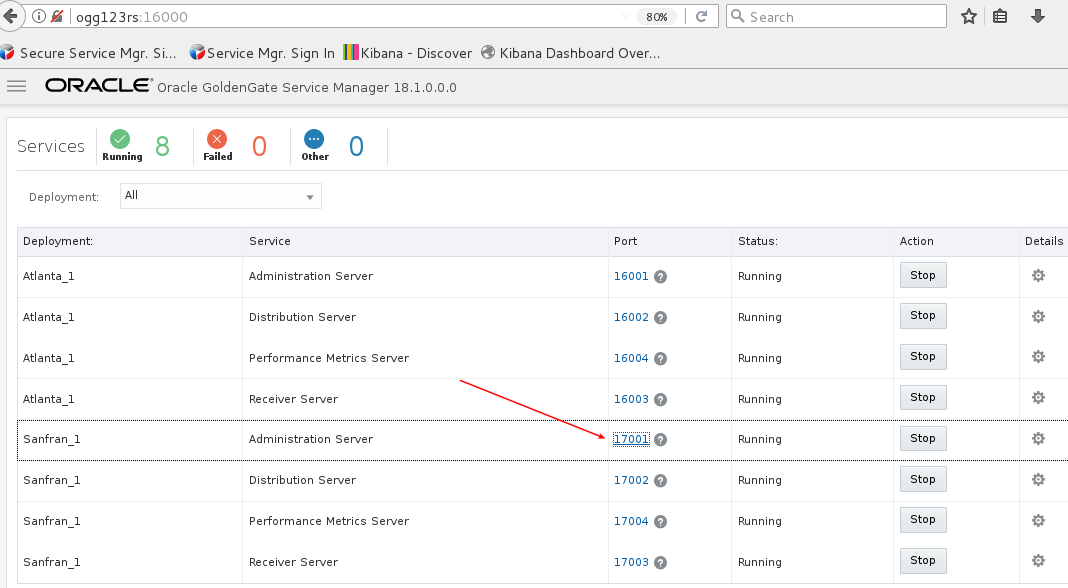 ogg123rs:16000 80% Search
Secure Service Mgr. Si... Service Mgr. Sign In Kibana - Discover Kibana Dashboard Over...
ORACLE Oracle GoldenGate Service Manager 18.1.0.0.0
Services Running 8 Failed 0 Other 0
Deployment: All
Deployment: Service Port Status: Action Details
Atlanta_1 Administration Server 16001 ? Running Stop
Atlanta_1 Distribution Server 16002 ? Running Stop
Atlanta_1 Performance Metrics Server 16004 ? Running Stop
Atlanta_1 Receiver Server 16003 ? Running Stop
Sanfran_1 Administration Server 17001 ? Running Stop
Sanfran_1 Distribution Server 17002 ? Running Stop
Sanfran_1 Performance Metrics Server 17004 ? Running Stop
Sanfran_1 Receiver Server 17003 ? Running Stop